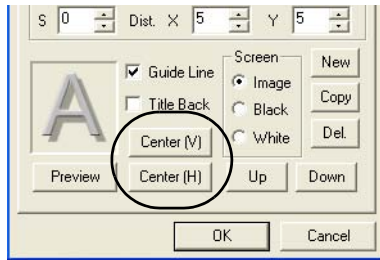 S 0 Dist. X 5 Y 5
Screen
Guide Line
Title Back
Image
Black
White
New
Copy
Del.
A
Center (V)
Preview Center (H) Up Down
OK Cancel